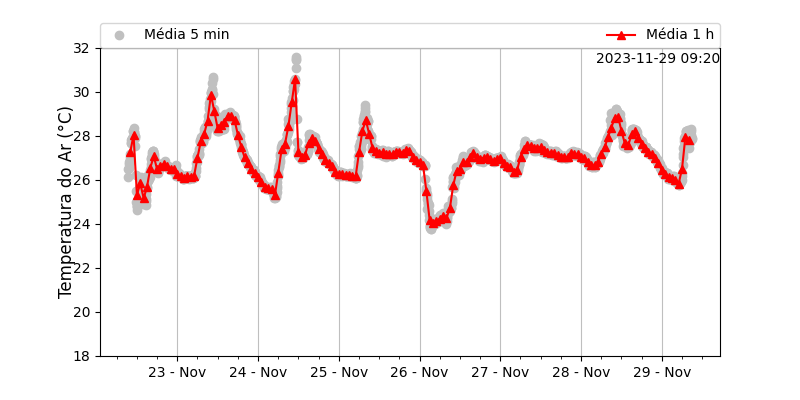 Média 5 min
Média 1 h
2023-11-29 09:20
Temperatura do Ar (°C)
32
30
28
26
24
22
20
18
23 - Nov
24 - Nov
25 - Nov
26 - Nov
27 - Nov
28 - Nov
29 - Nov